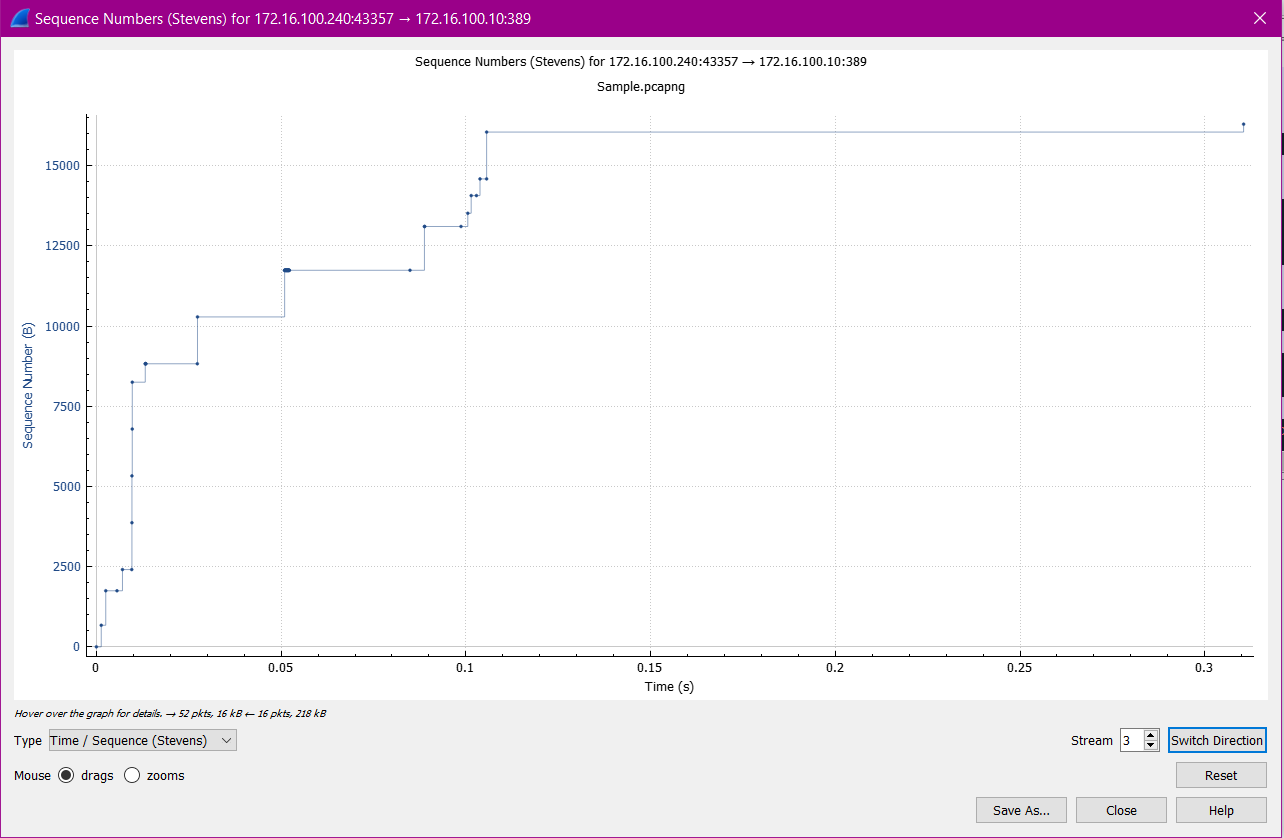 Sequence Numbers (Stevens) for 172.16.100.240:43357 → 172.16.100.10:389
Sequence Numbers (Stevens) for 172.16.100.240:43357 → 172.16.100.10:389
Sample.pcapng
Sequence Number (B)
15000
12500
10000
7500
5000
2500
0
0 0.05 0.1 0.15 0.2 0.25 0.3
Time (s)
Hover over the graph for details. → 52 pkts, 16 kB ← 16 pkts, 218 kB
Type Time / Sequence (Stevens) Stream 3 Switch Direction
Mouse drags zooms Reset
Save As... Close Help